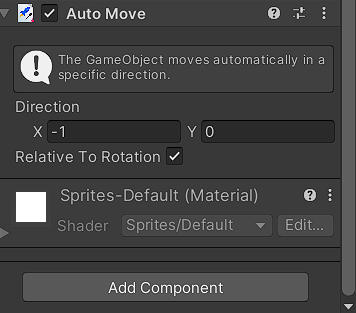 Auto Move
The GameObject moves automatically in a
specific direction.
Direction
X -1 Y 0
Relative To Rotation
Sprites-Default (Material)
Shader Sprites/Default Edit...
Add Component